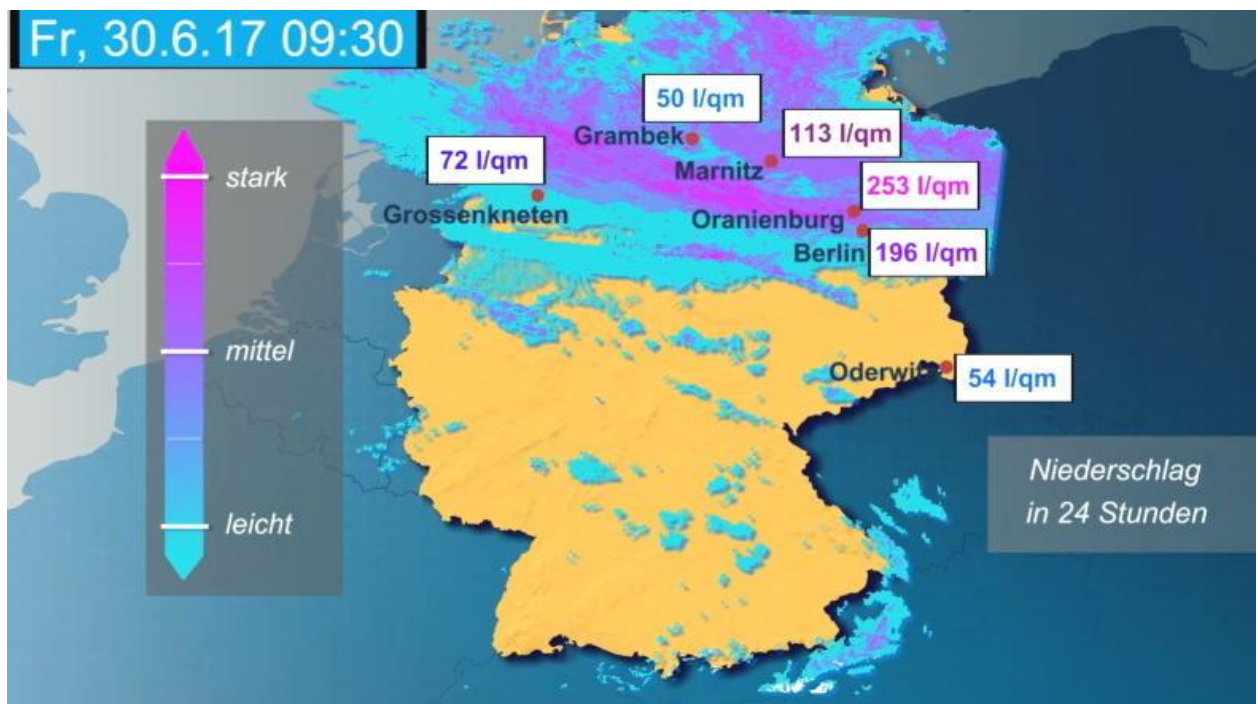 Fr, 30.6.17 09:30
50 l/qm
Grambek
113 l/qm
72 l/qm
Marnitz
stark
253 l/qm
Grossenkneten
Oranienburg
Berlin
196 l/qm
mittel
Oderwitz
54 l/qm
Niederschlag
in 24 Stunden
leicht